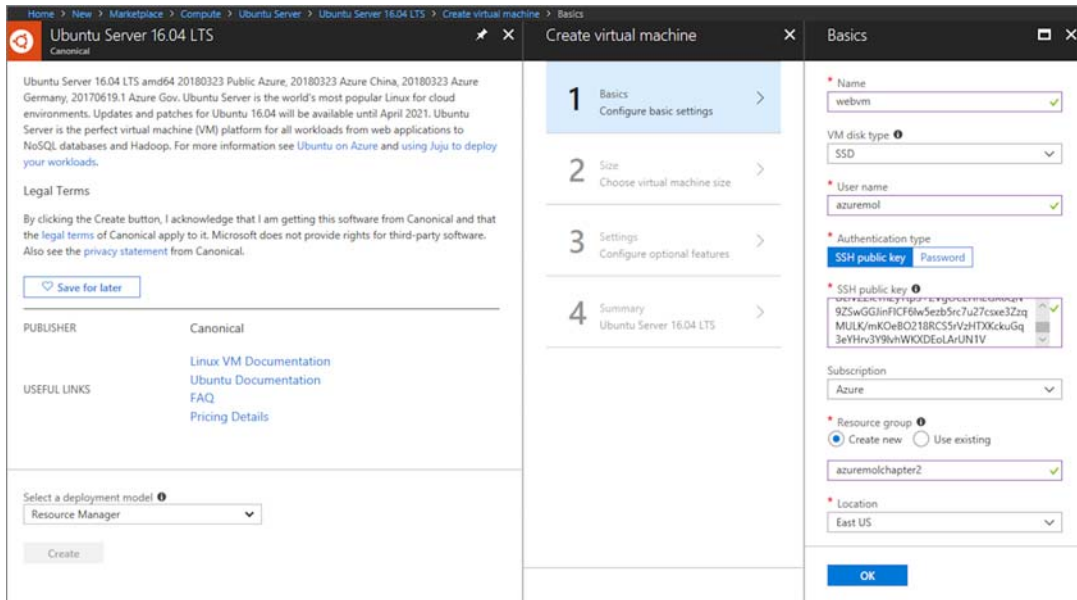 Home > New > Marketplace > Compute > Ubuntu Server > Ubuntu Server 16.04 LTS > Create virtual machine > Basics
Ubuntu Server 16.04 LTS
Canonical
Ubuntu Server 16.04 LTS amd64 20180323 Public Azure, 20180323 Azure China, 20180323 Azure
Germany, 20170619.1 Azure Gov. Ubuntu Server is the world's most popular Linux for cloud
environments. Updates and patches for Ubuntu 16.04 will be available until April 2021. Ubuntu
Server is the perfect virtual machine (VM) platform for all workloads from web applications to
NoSQL databases and Hadoop. For more information see Ubuntu on Azure and using Juju to deploy
your workloads.
Legal Terms
By clicking the Create button, I acknowledge that I am getting this software from Canonical and that
the legal terms of Canonical apply to it. Microsoft does not provide rights for third-party software.
Also see the privacy statement from Canonical.
Save for later
PUBLISHER Canonical
USEFUL LINKS
Linux VM Documentation
Ubuntu Documentation
FAQ
Pricing Details
Select a deployment model
Resource Manager
Create
Create virtual machine
1 Basics
Configure basic settings
2 Size
Choose virtual machine size
3 Settings
Configure optional features
4 Summary
Ubuntu Server 16.04 LTS
Basics
* Name
webvm
VM disk type
SSD
* User name
azuremol
* Authentication type
SSH public key Password
* SSH public key
9ZSwGGJinFICF6Iw5ezb5rc7u27csxe3Zzq
MULK/mKOeBO218RCS5rVzHTXKckuGq
3eYHrv3Y9IvhWKXDEoLArUN1V
Subscription
Azure
* Resource group
Create new Use existing
azuremolchapter2
* Location
East US
OK